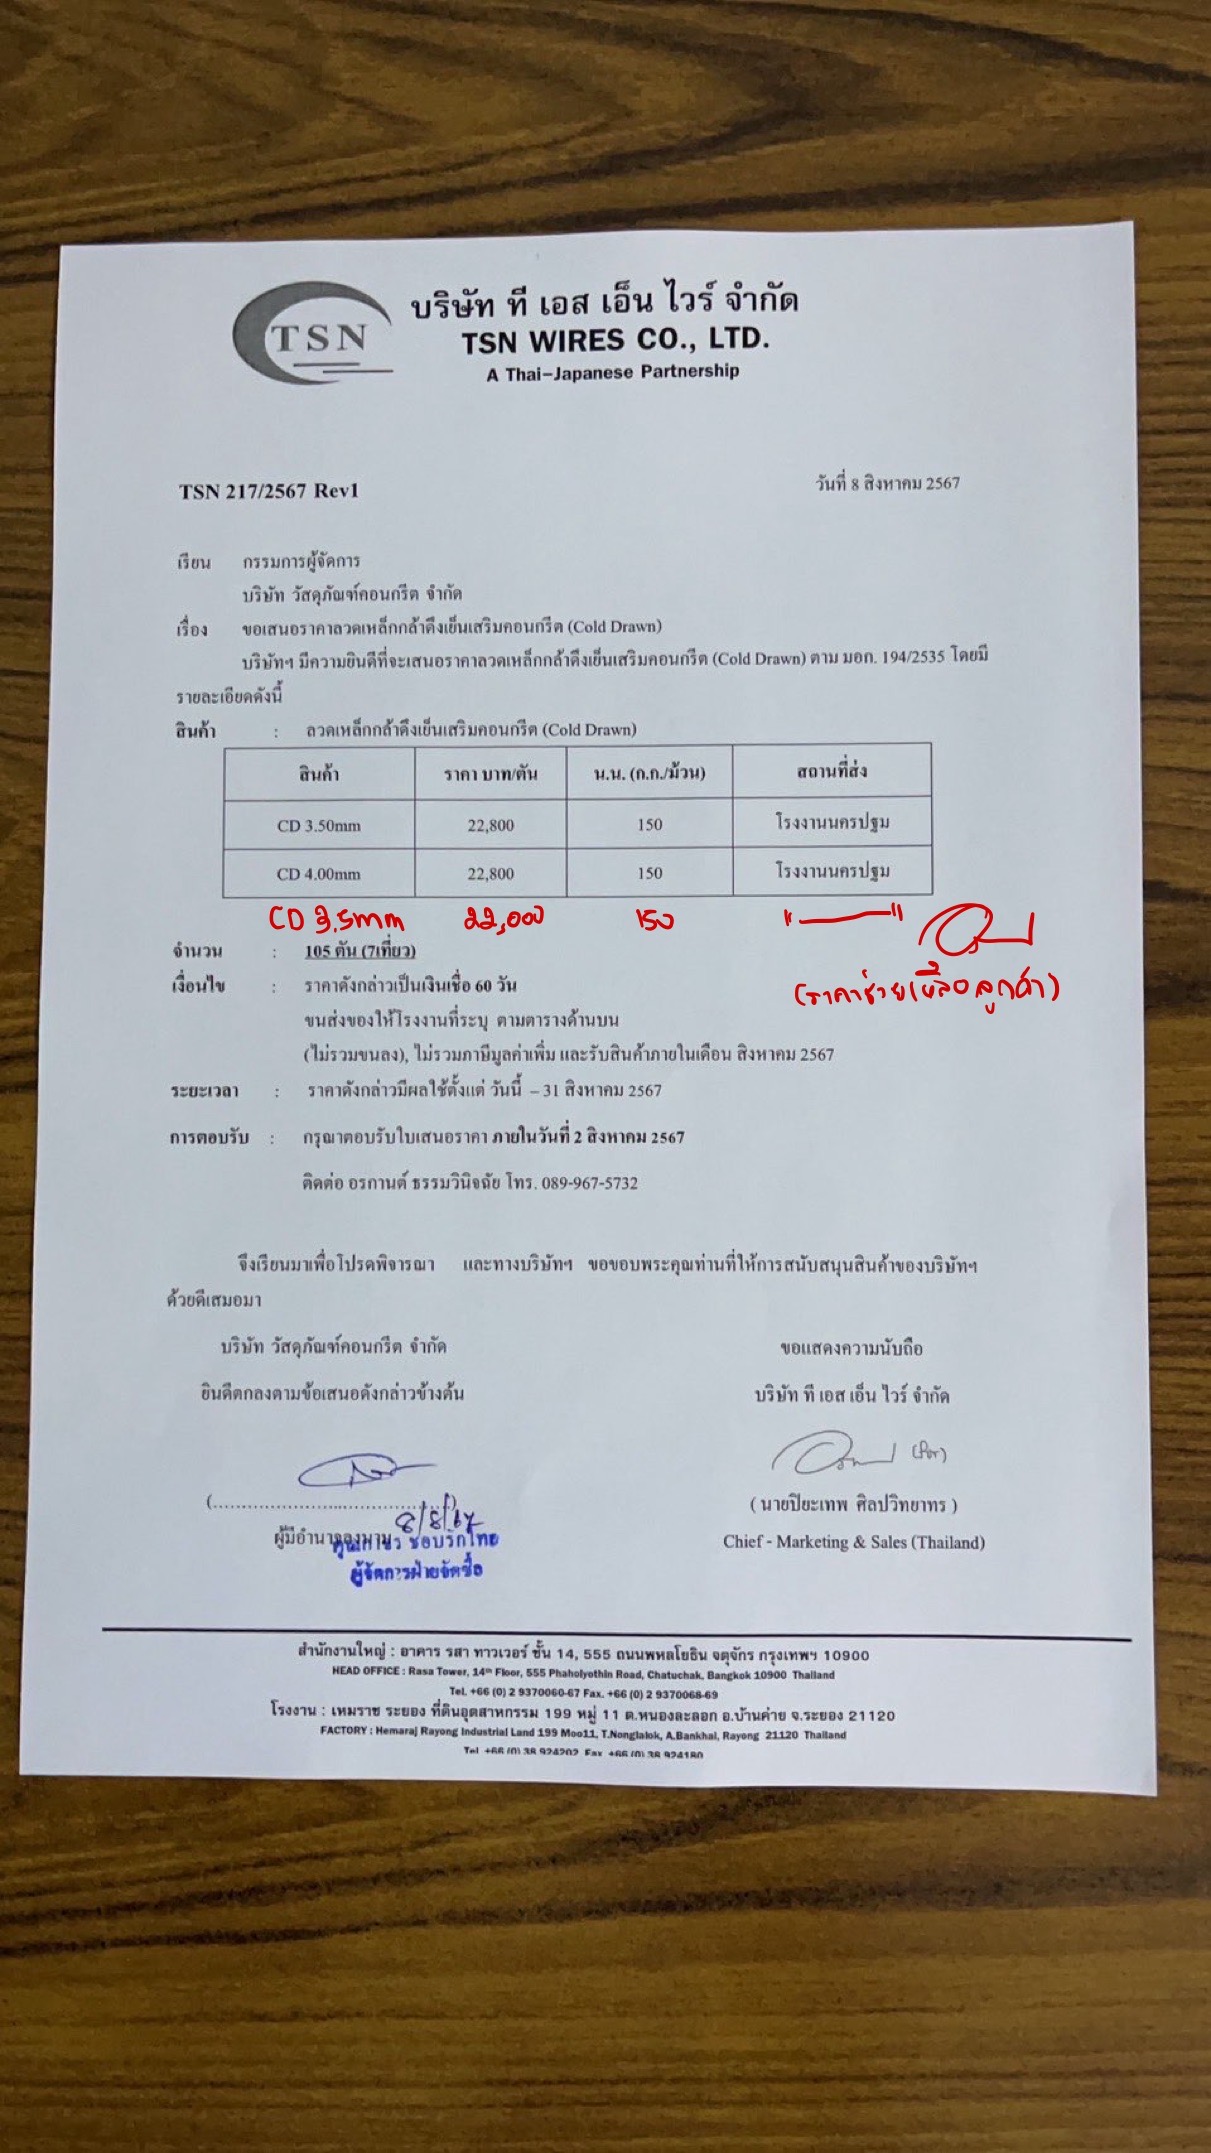 TSN
บริษัท ที เอส เอ็น ไวร์ จำกัด
TSN WIRES CO., LTD.
A Thai-Japanese Partnership
TSN 217/2567 Rev1
วันที่ 8 สิงหาคม 2567
เรียน กรรมการผู้จัดการ
บริษัท วัสดุภัณฑ์คอนกรีต จำกัด
เรื่อง ขอเสนอราคาลวดเหล็กกล้าดึงเย็นเสริมคอนกรีต (Cold Drawn)
บริษัทฯ มีความยินดีที่จะเสนอราคาลวดเหล็กกล้าดึงเย็นเสริมคอนกรีต (Cold Drawn) ตาม มอก. 194/2535 โดยมี
รายละเอียดดังนี้
สินค้า : ลวดเหล็กกล้าดึงเย็นเสริมคอนกรีต (Cold Drawn)
สินค้า ราคา บาท/ตัน น.น. (ก.ก./ม้วน) สถานที่ส่ง
CD 3.50mm 22,800 150 โรงงานนครปฐม
CD 4.00mm 22,800 150 โรงงานนครปฐม
CD 3.5mm 22,000 150 "———"
จำนวน : 105 ตัน (7เที่ยว)
เงื่อนไข : ราคาดังกล่าวเป็นเงินเชื่อ 60 วัน
(ราคาช่วยเหลือลูกค้า)
ขนส่งของให้โรงงานที่ระบุ ตามตารางด้านบน
(ไม่รวมขนลง), ไม่รวมภาษีมูลค่าเพิ่ม และรับสินค้าภายในเดือน สิงหาคม 2567
ระยะเวลา : ราคาดังกล่าวมีผลใช้ตั้งแต่ วันนี้ – 31 สิงหาคม 2567
การตอบรับ : กรุณาตอบรับใบเสนอราคา ภายในวันที่ 2 สิงหาคม 2567
ติดต่อ อรกานต์ ธรรมวินิจฉัย โทร. 089-967-5732
จึงเรียนมาเพื่อโปรดพิจารณา และทางบริษัทฯ ขอขอบพระคุณท่านที่ให้การสนับสนุนสินค้าของบริษัทฯ
ด้วยดีเสมอมา
บริษัท วัสดุภัณฑ์คอนกรีต จำกัด
ยินดีตกลงตามข้อเสนอดังกล่าวข้างต้น
(......................................)
8/8/67
ผู้มีอำนาจลงนาม
ชอบรักไทย
ผู้จัดการฝ่ายจัดซื้อ
ขอแสดงความนับถือ
บริษัท ที เอส เอ็น ไวร์ จำกัด
(for)
( นายปิยะเทพ ศิลปวิทยาทร )
Chief - Marketing & Sales (Thailand)
สำนักงานใหญ่ : อาคาร รสา ทาวเวอร์ ชั้น 14, 555 ถนนพหลโยธิน จตุจักร กรุงเทพฯ 10900
HEAD OFFICE : Rasa Tower, 14th Floor, 555 Phaholyothin Road, Chatuchak, Bangkok 10900 Thailand
Tel. +66 (0) 2 9370060-67 Fax. +66 (0) 2 9370068-69
โรงงาน : เหมราช ระยอง ที่ดินอุตสาหกรรม 199 หมู่ 11 ต.หนองละลอก อ.บ้านค่าย จ.ระยอง 21120
FACTORY : Hemaraj Rayong Industrial Land 199 Moo11, T.Nonglalok, A.Bankhai, Rayong 21120 Thailand
Tel +66 (0) 38 924202 Fax +66 (0) 38 924180